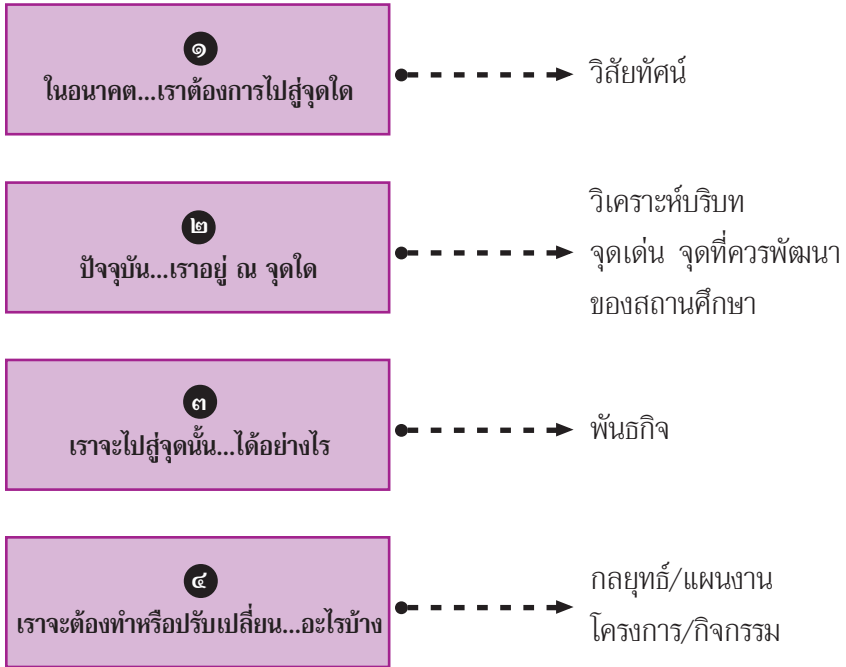 ๑
ในอนาคต...เราต้องการไปสู่จุดใด
วิสัยทัศน์
๒
ปัจจุบัน...เราอยู่ ณ จุดใด
วิเคราะห์บริบท
จุดเด่น จุดที่ควรพัฒนา
ของสถานศึกษา
๓
เราจะไปสู่จุดนั้น...ได้อย่างไร
พันธกิจ
๔
เราจะต้องทำหรือปรับเปลี่ยน...อะไรบ้าง
กลยุทธ์/แผนงาน
โครงการ/กิจกรรม